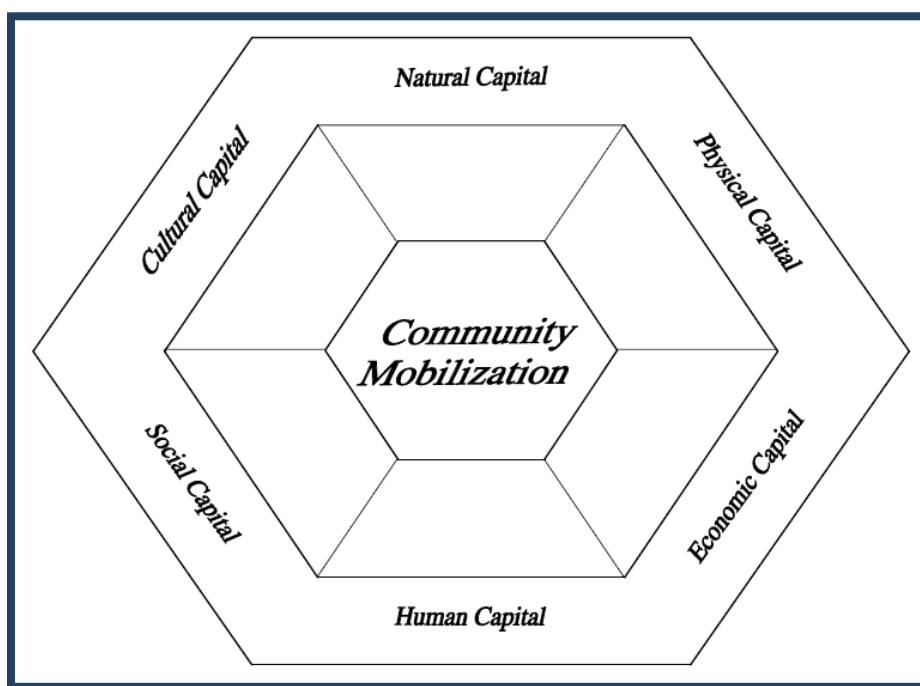 Natural Capital
Cultural Capital
Physical Capital
Community
Mobilization
Social Capital
Economic Capital
Human Capital